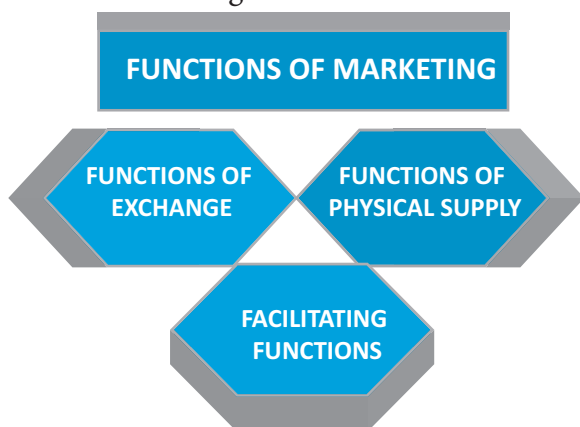 FUNCTIONS OF MARKETING
FUNCTIONS OF
EXCHANGE
FUNCTIONS OF
PHYSICAL SUPPLY
FACILITATING
FUNCTIONS